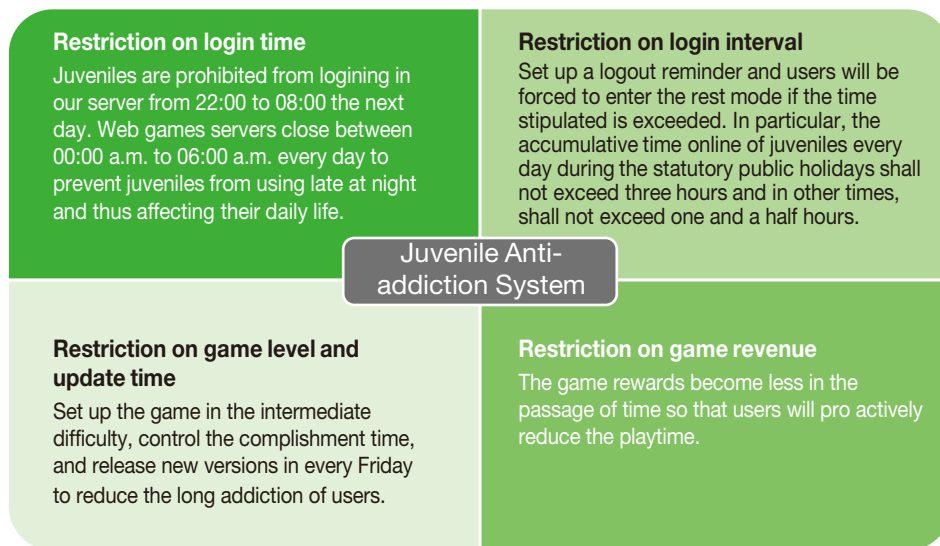 Restriction on login time
Juveniles are prohibited from logining in
our server from 22:00 to 08:00 the next
day. Web games servers close between
00:00 a.m. to 06:00 a.m. every day to
prevent juveniles from using late at night
and thus affecting their daily life.
Restriction on login interval
Set up a logout reminder and users will be
forced to enter the rest mode if the time
stipulated is exceeded. In particular, the
accumulative time online of juveniles every
day during the statutory public holidays shall
not exceed three hours and in other times,
shall not exceed one and a half hours.
Juvenile Anti-
addiction System
Restriction on game level and
update time
Set up the game in the intermediate
difficulty, control the complishment time,
and release new versions in every Friday
to reduce the long addiction of users.
Restriction on game revenue
The game rewards become less in the
passage of time so that users will pro actively
reduce the playtime.